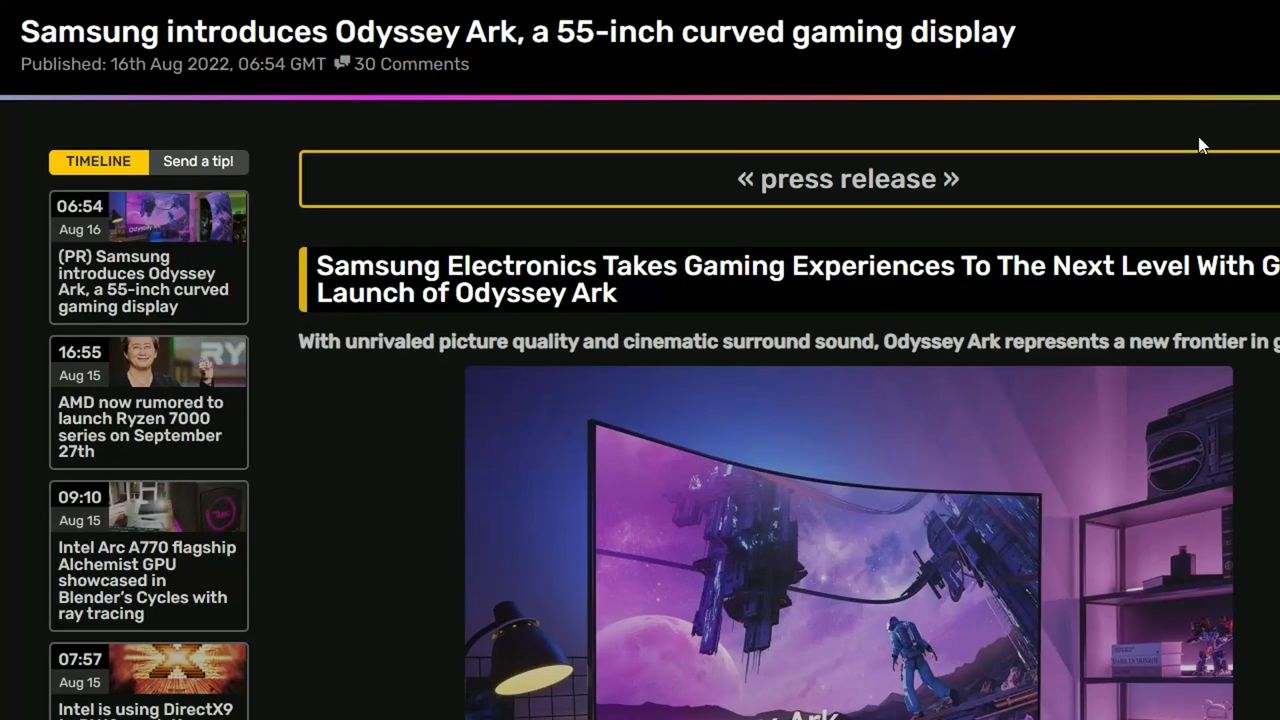 Samsung introduces Odyssey Ark, a 55-inch curved gaming display
Published: 16th Aug 2022, 06:54 GMT 30 Comments
TIMELINE Send a tip!
« press release »
06:54
Aug 16
(PR) Samsung
introduces Odyssey
Ark, a 55-inch curved
gaming display
Samsung Electronics Takes Gaming Experiences To The Next Level With G
Launch of Odyssey Ark
With unrivaled picture quality and cinematic surround sound, Odyssey Ark represents a new frontier in g
16:55
Aug 15
RY
AMD now rumored to
launch Ryzen 7000
series on September
27th
09:10
Aug 15
Intel Arc A770 flagship
Alchemist GPU
showcased in
Blender's Cycles with
ray tracing
07:57
Aug 15
Intel is using DirectX9
y Ark